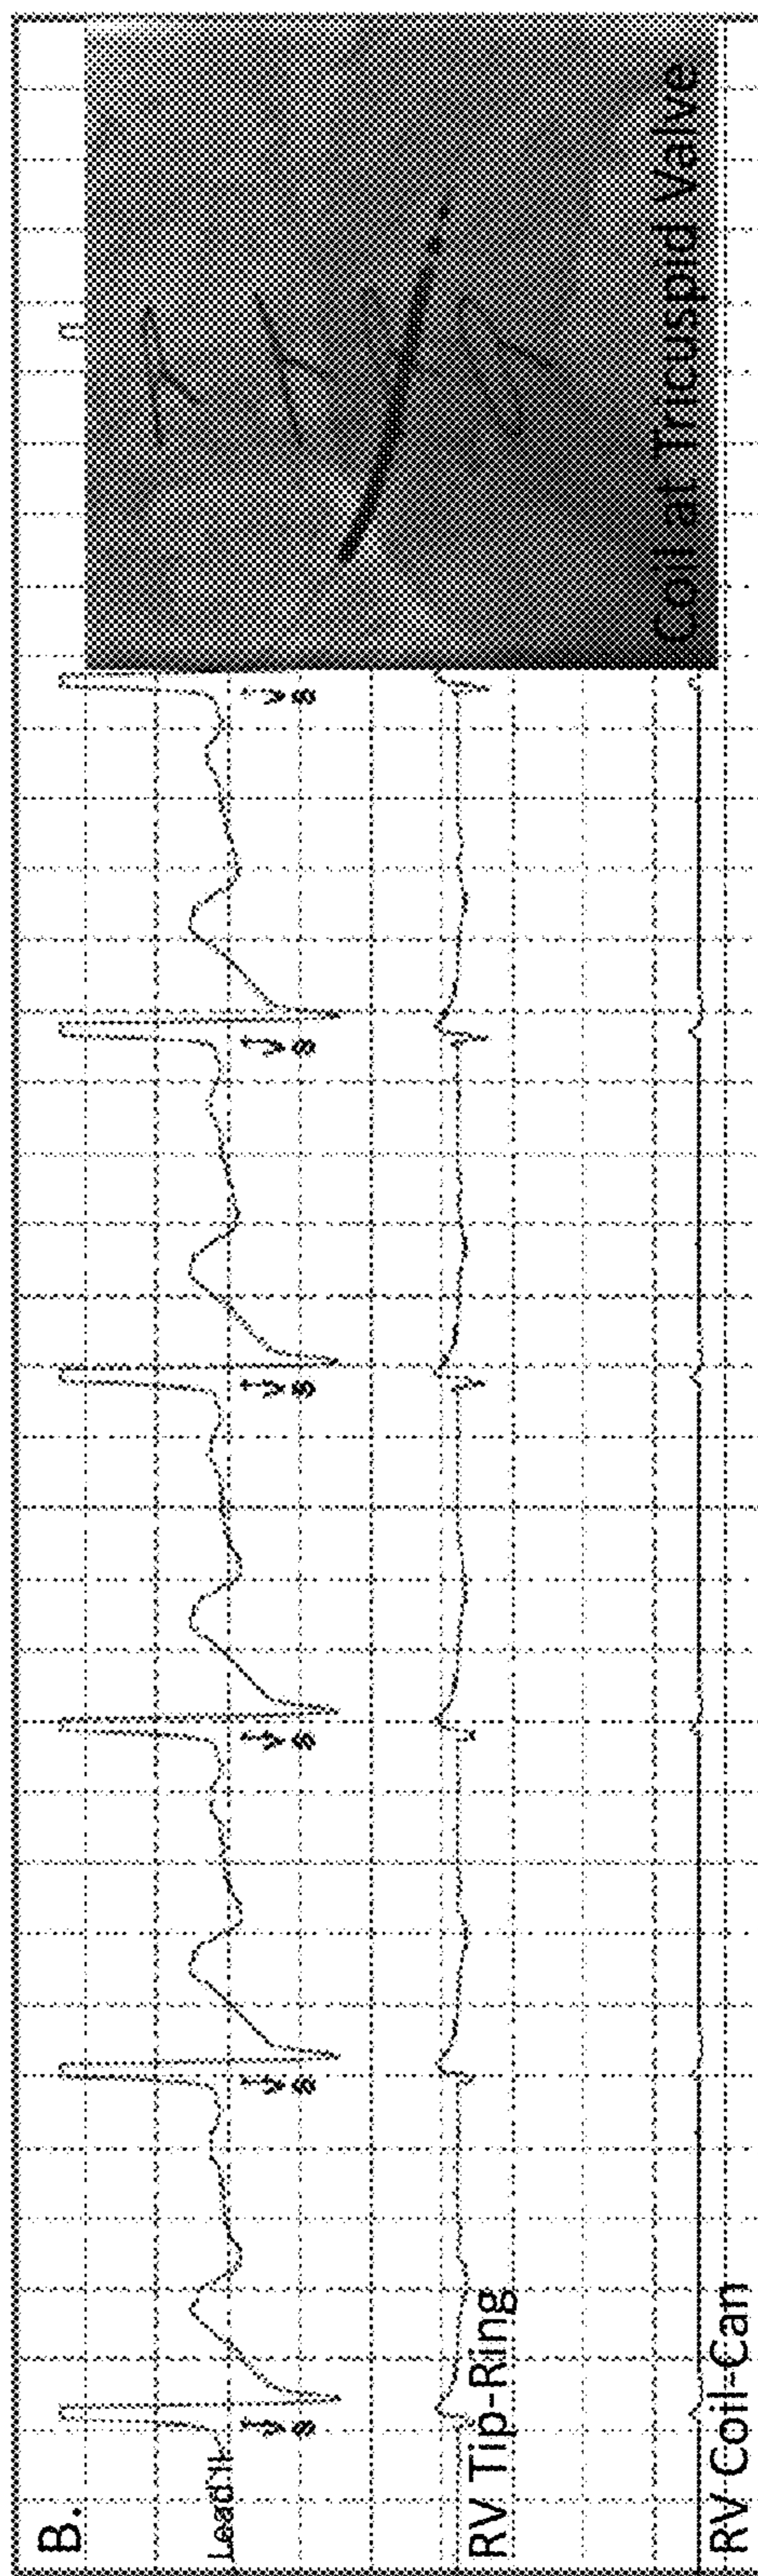 B.
Lead II
V V V V V V
S S S S S S
RV Tip-Ring
Coil at Tricuspid Valve
RV Coil-Can